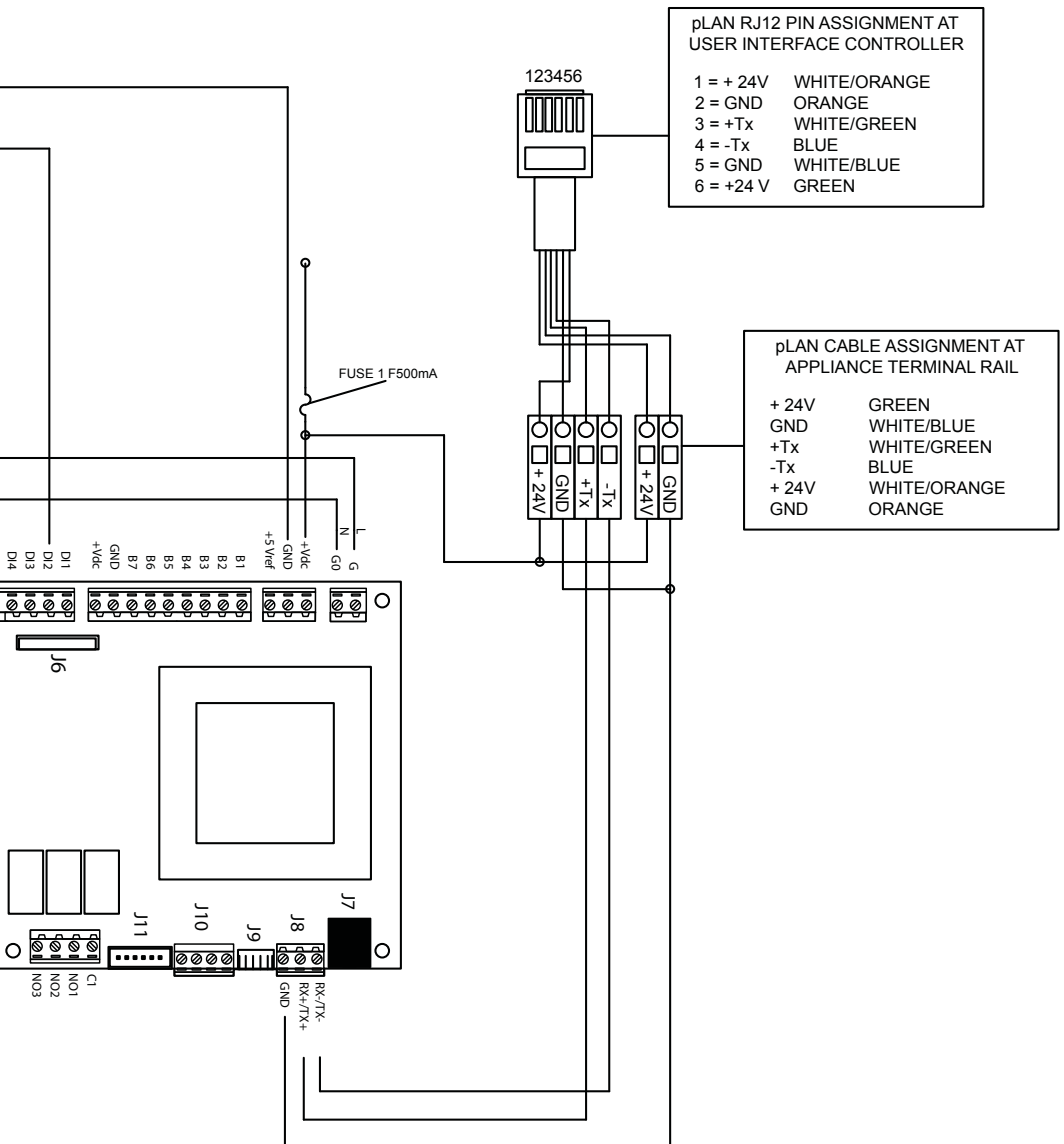 pLAN RJ12 PIN ASSIGNMENT AT
USER INTERFACE CONTROLLER
1 = + 24V WHITE/ORANGE
2 = GND ORANGE
3 = +Tx WHITE/GREEN
4 = -Tx BLUE
5 = GND WHITE/BLUE
6 = +24 V GREEN
123456
pLAN CABLE ASSIGNMENT AT
APPLIANCE TERMINAL RAIL
+ 24V GREEN
GND WHITE/BLUE
+Tx WHITE/GREEN
-Tx BLUE
+ 24V WHITE/ORANGE
GND ORANGE
FUSE 1 F500mA
+ 24V
GND
+Tx
-Tx
+ 24V
GND
DI4
DI3
DI2
DI1
+Vdc
GND
B7
B6
B5
B4
B3
B2
B1
+5 Vref
GND
+Vdc
N
L
G0
G
J6
J11
J10
J9
J8
J7
NO3
NO2
NO1
C1
GND
RX+/TX+
RX-/TX-